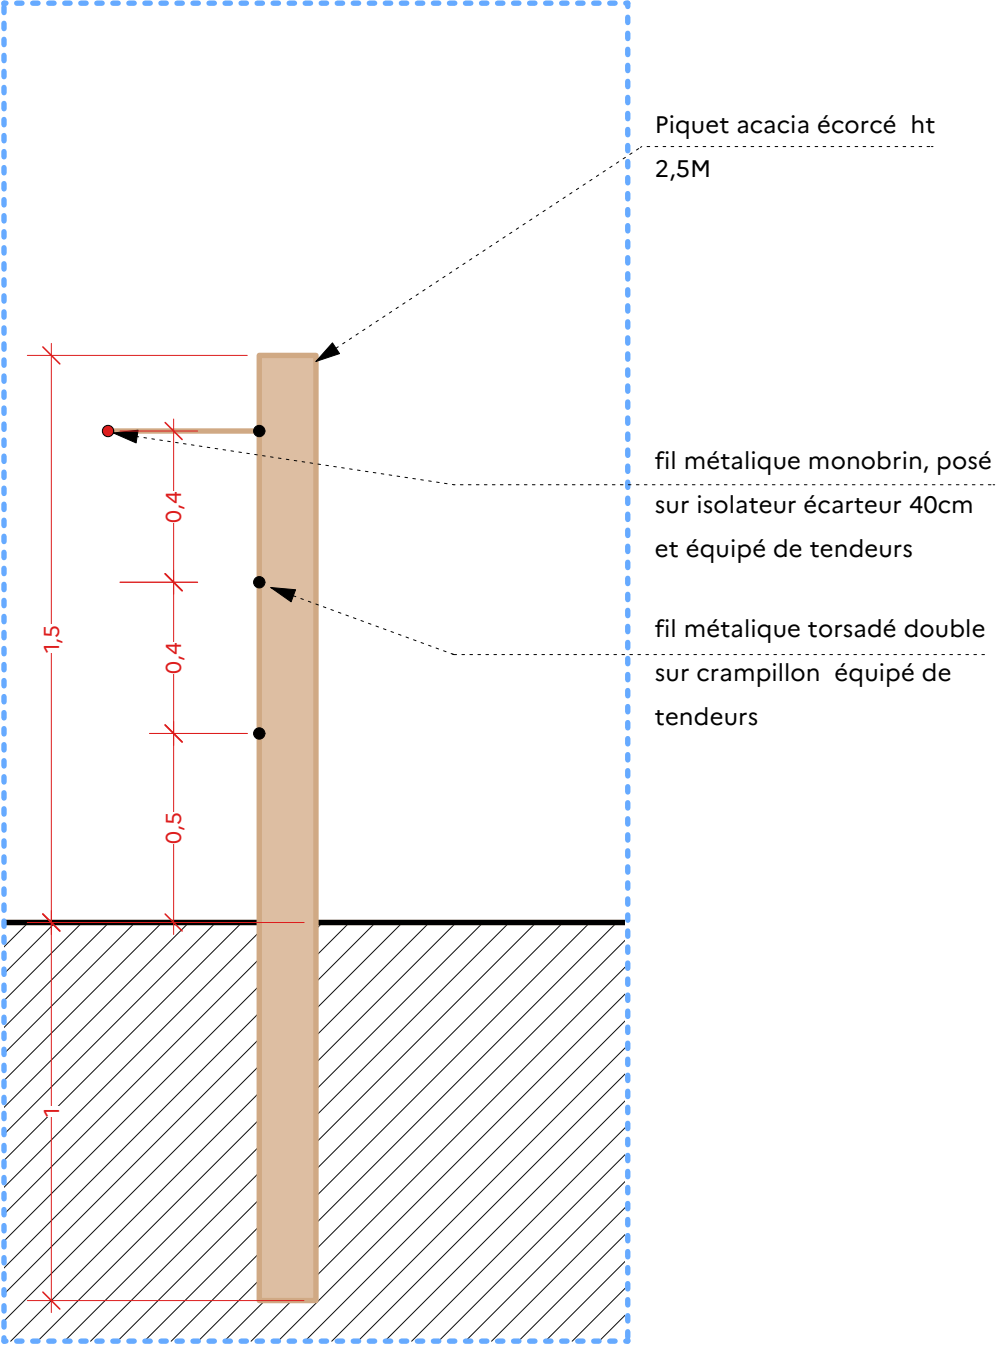 Piquet acacia écorcé  ht
2,5M
fil métalique monobrin, posé
sur isolateur écarteur 40cm
et équipé de tendeurs
fil métalique torsadé double
sur crampillon  équipé de
tendeurs
0,4
1,5
0,4
0,5
1